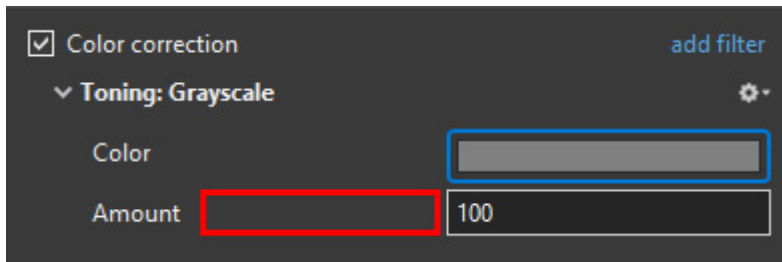 Color correction add filter
Toning: Grayscale
Color
Amount 100